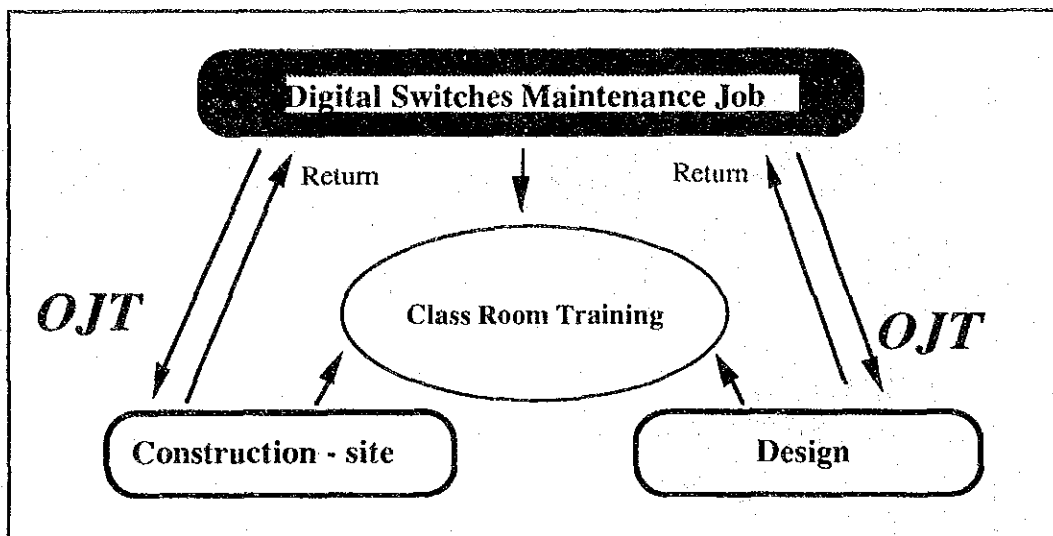 Digital Switches Maintenance Job
Return
Return
OJT
Class Room Training
OJT
Construction - site
Design